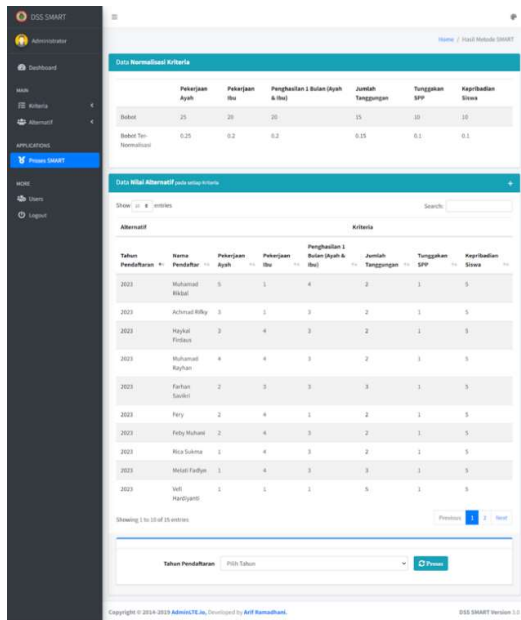 DSS SMART
Administrator
Home / Hasil Metode SMART
Dashboard
MAIN
Kriteria
Alternatif
APPLICATIONS
Proses SMART
MORE
Users
Logout
Data Normalisasi Kriteria
Pekerjaan Ayah Pekerjaan Ibu Penghasilan 1 Bulan (Ayah & Ibu) Jumlah Tanggungan Tunggakan SPP Kepribadian Siswa
Bobot 25 20 20 15 10 10
Bobot Ter-Normalisasi 0.25 0.2 0.2 0.15 0.1 0.1
Data Nilai Alternatif pada setiap kriteria
Show 10 entries Search:
Alternatif Kriteria
Tahun Pendaftaran Nama Pendaftar Pekerjaan Ayah Pekerjaan Ibu Penghasilan 1 Bulan (Ayah & Ibu) Jumlah Tanggungan Tunggakan SPP Kepribadian Siswa
2023 Muhamad Rikbal 5 1 4 2 1 5
2023 Achmad Rifky 3 1 3 2 1 5
2023 Haykal Firdaus 3 4 3 2 1 5
2023 Muhamad Rayhan 4 4 3 2 1 5
2023 Farhan Savikri 2 3 3 3 1 5
2023 Fery 2 4 1 2 1 5
2023 Feby Muhani 2 4 3 2 1 5
2023 Rica Sukma 1 4 3 2 1 5
2023 Melati Fadiya 1 4 3 3 1 5
2023 Vefi Hardiyanti 1 1 1 5 1 5
Showing 1 to 10 of 15 entries Previous 1 2 Next
Tahun Pendaftaran Pilih Tahun Proses
Copyright © 2014-2019 AdminLTE.io, Developed by Arif Ramadhani. DSS SMART Version 1.0